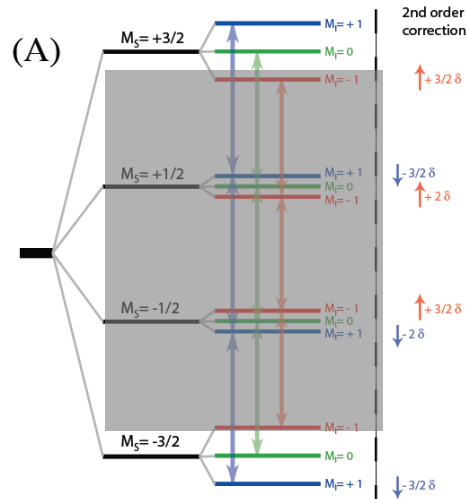 (A)
2nd order
correction
M_S= +3/2
M_I= + 1
M_I= 0
M_I= - 1
+ 3/2 δ
M_S= +1/2
M_I= + 1
M_I= 0
M_I= - 1
- 3/2 δ
+ 2 δ
M_S= -1/2
M_I= - 1
M_I= 0
M_I= + 1
+ 3/2 δ
- 2 δ
M_S= -3/2
M_I= - 1
M_I= 0
M_I= + 1
- 3/2 δ